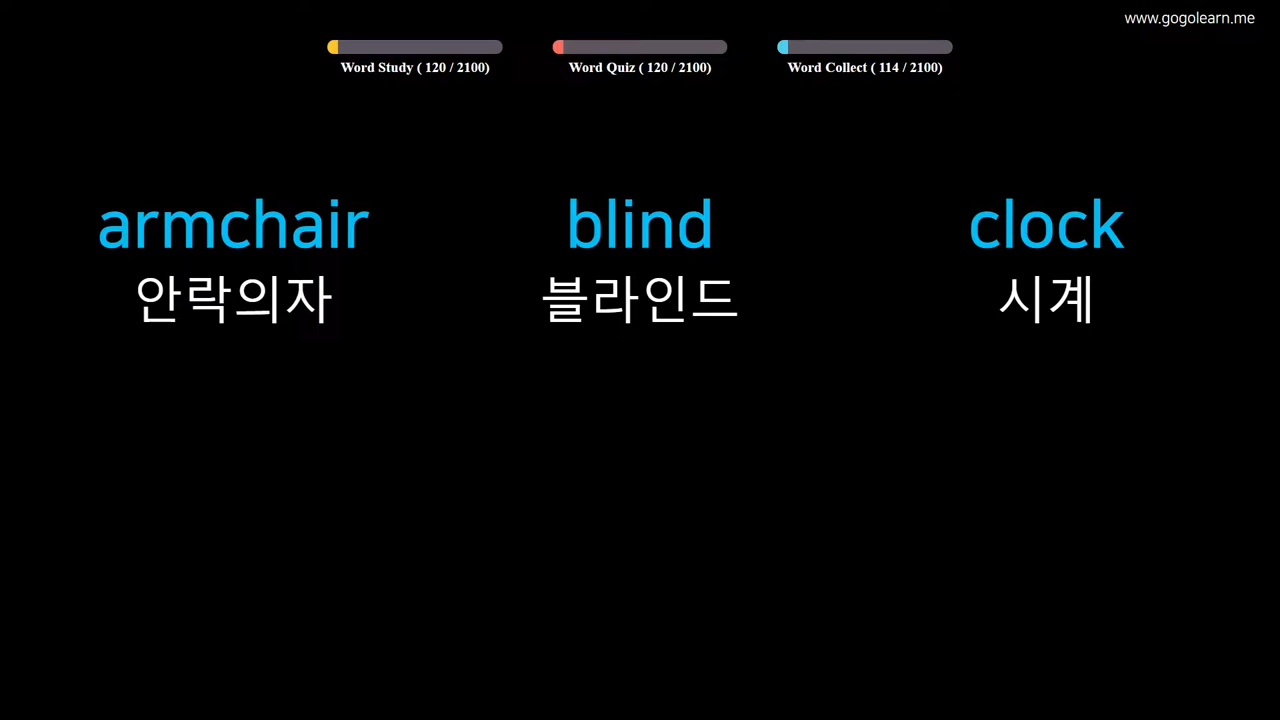 www.gogolearn.me
Word Study ( 120 / 2100) Word Quiz ( 120 / 2100) Word Collect ( 114 / 2100)
armchair blind clock
안락의자 블라인드 시계